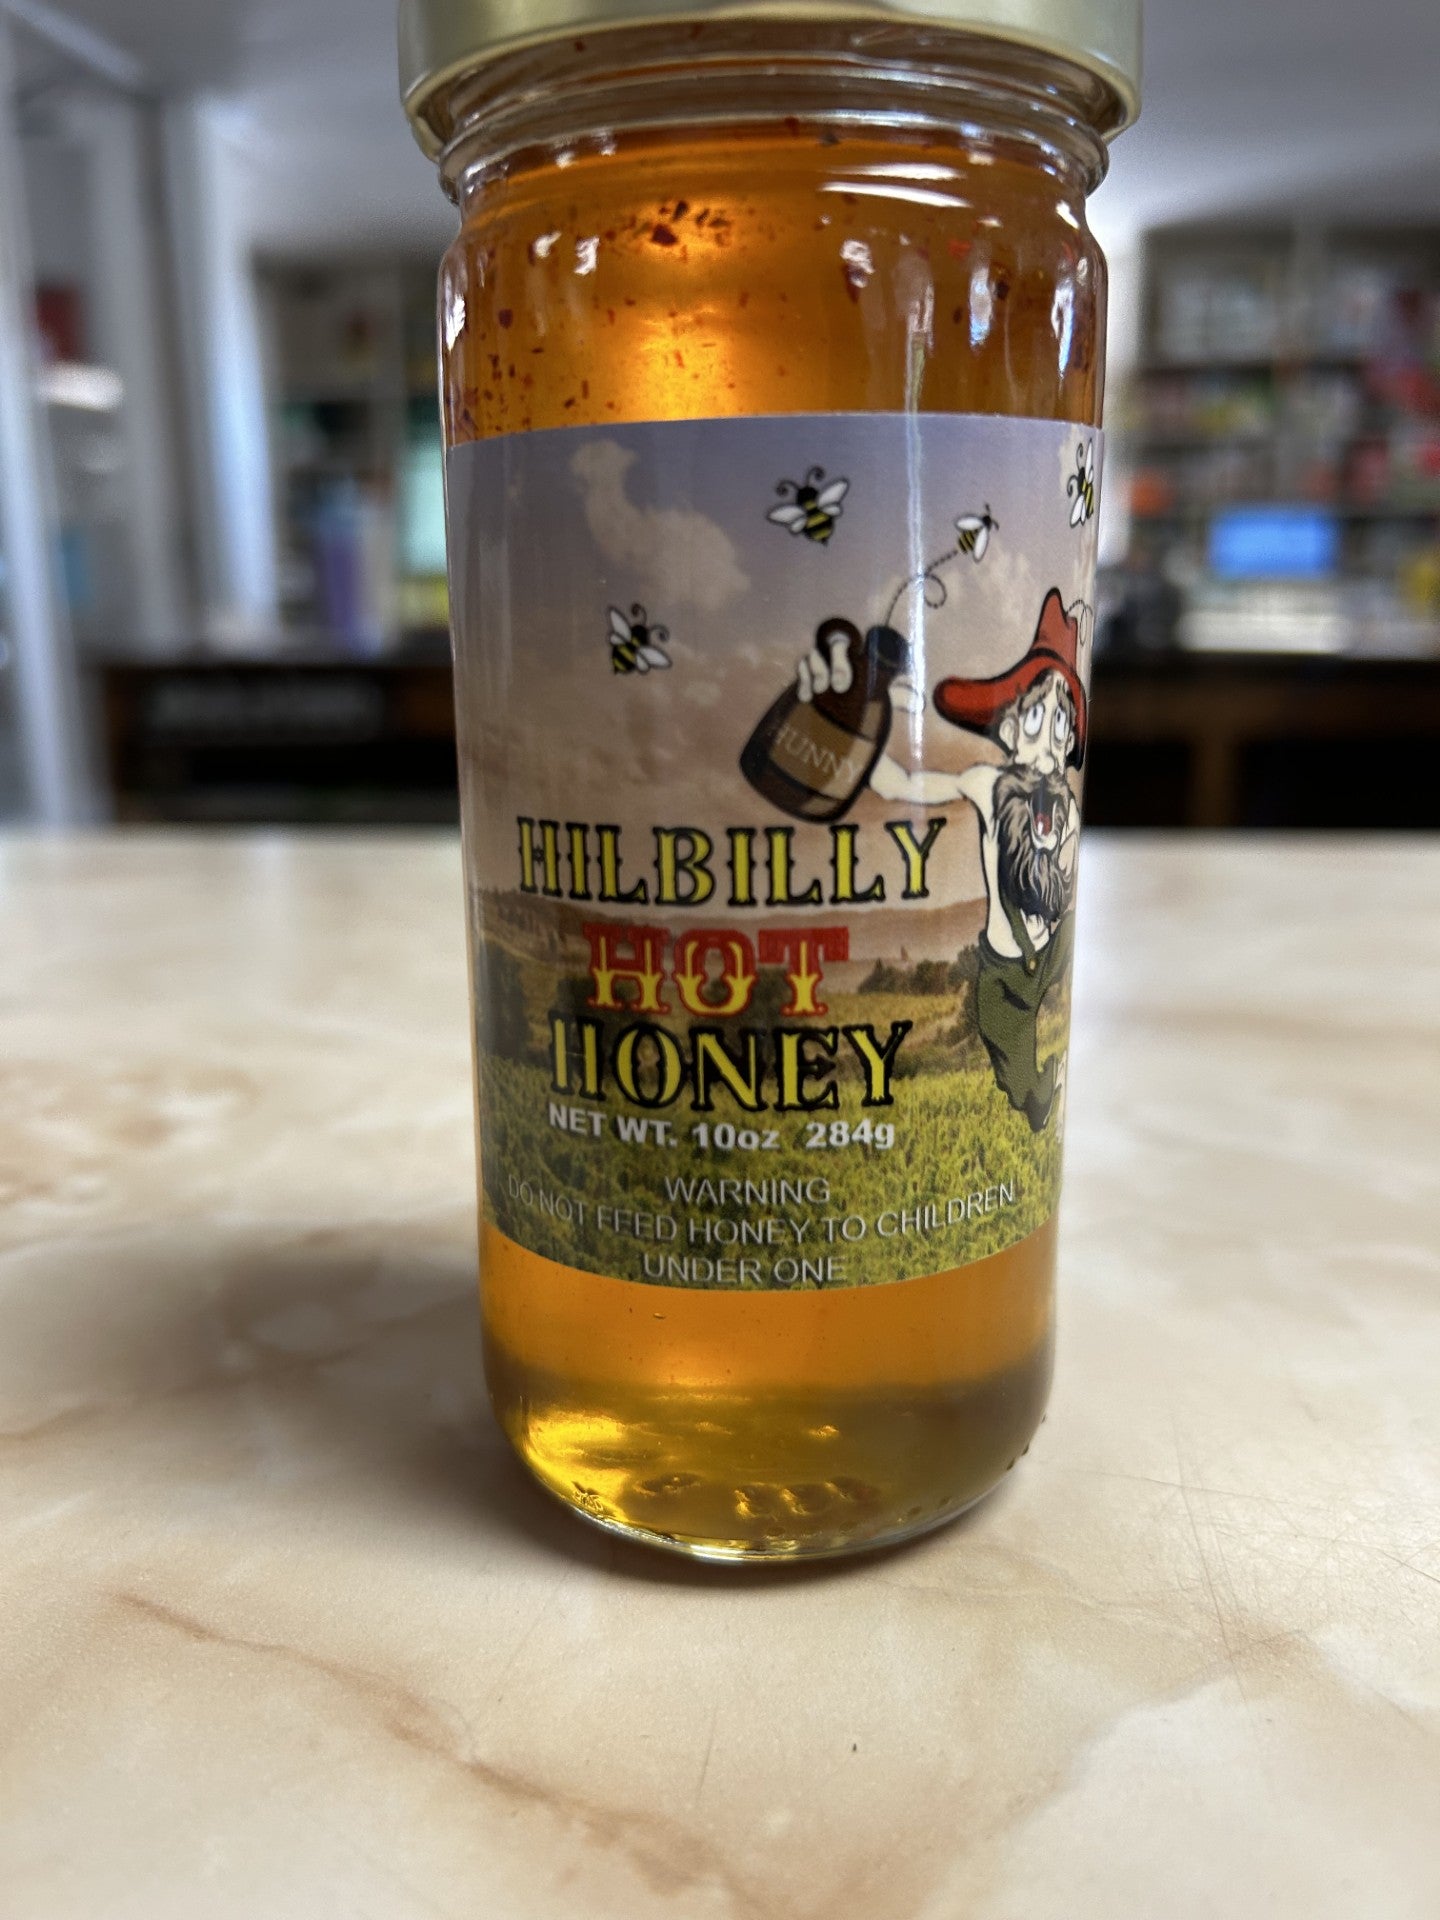 HUNNY
HILBILLY
HOT
HONEY
NET WT. 10oz 284g
WARNING
DO NOT FEED HONEY TO CHILDREN
UNDER ONE